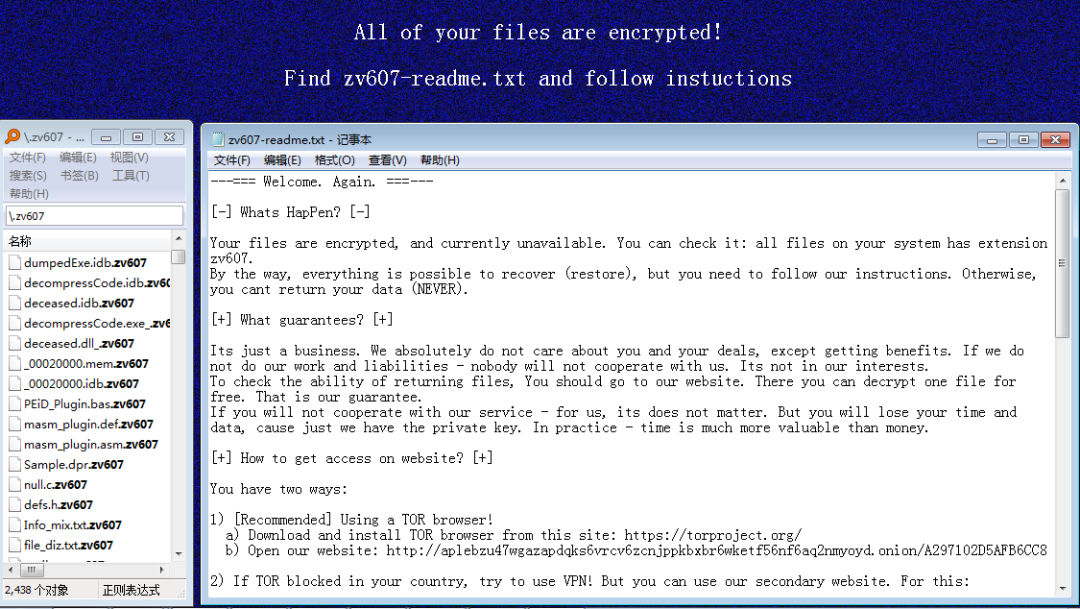 All of your files are encrypted!
Find zv607-readme.txt and follow instuctions
\.zv607 - ...
文件(F) 编辑(E) 视图(V)
搜索(S) 书签(B) 工具(T)
帮助(H)
\.zv607
名称
dumpedExe.idb.zv607
decompressCode.idb.zv60
deceased.idb.zv607
decompressCode.exe_.zv6
deceased.dll_.zv607
_00020000.mem.zv607
_00020000.idb.zv607
PEiD_Plugin.bas.zv607
masm_plugin.def.zv607
masm_plugin.asm.zv607
Sample.dpr.zv607
null.c.zv607
defs.h.zv607
Info_mix.txt.zv607
file_diz.txt.zv607
2,438 个对象 正则表达式
zv607-readme.txt - 记事本
文件(F) 编辑(E) 格式(O) 查看(V) 帮助(H)
---=== Welcome. Again. ===---
[-] Whats HapPen? [-]
Your files are encrypted, and currently unavailable. You can check it: all files on your system has extension
zv607.
By the way, everything is possible to recover (restore), but you need to follow our instructions. Otherwise,
you cant return your data (NEVER).
[+] What guarantees? [+]
Its just a business. We absolutely do not care about you and your deals, except getting benefits. If we do
not do our work and liabilities - nobody will not cooperate with us. Its not in our interests.
To check the ability of returning files, You should go to our website. There you can decrypt one file for
free. That is our guarantee.
If you will not cooperate with our service - for us, its does not matter. But you will lose your time and
data, cause just we have the private key. In practice - time is much more valuable than money.
[+] How to get access on website? [+]
You have two ways:
1) [Recommended] Using a TOR browser!
a) Download and install TOR browser from this site: https://torproject.org/
b) Open our website: http://aplebzu47wgazapdqks6vrcv6zcnjppkbxbr6wketf56nf6aq2nmyoyd.onion/A297102D5AFB6CC8
2) If TOR blocked in your country, try to use VPN! But you can use our secondary website. For this: